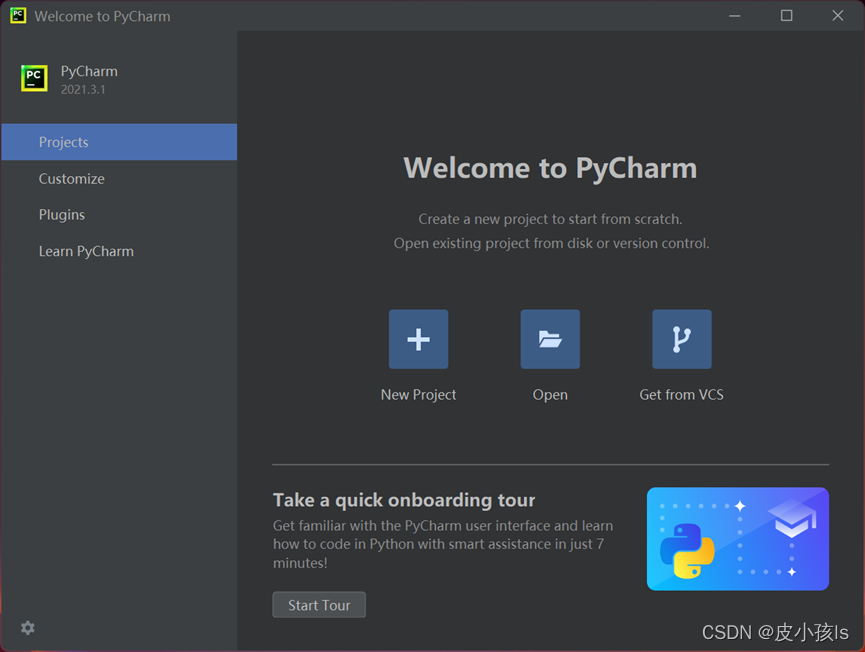 Welcome to PyCharm
PC
PyCharm
2021.3.1
Projects
Customize
Plugins
Learn PyCharm
Welcome to PyCharm
Create a new project to start from scratch.
Open existing project from disk or version control.
New Project
Open
Get from VCS
Take a quick onboarding tour
Get familiar with the PyCharm user interface and learn
how to code in Python with smart assistance in just 7
minutes!
Start Tour
CSDN @皮小孩ls